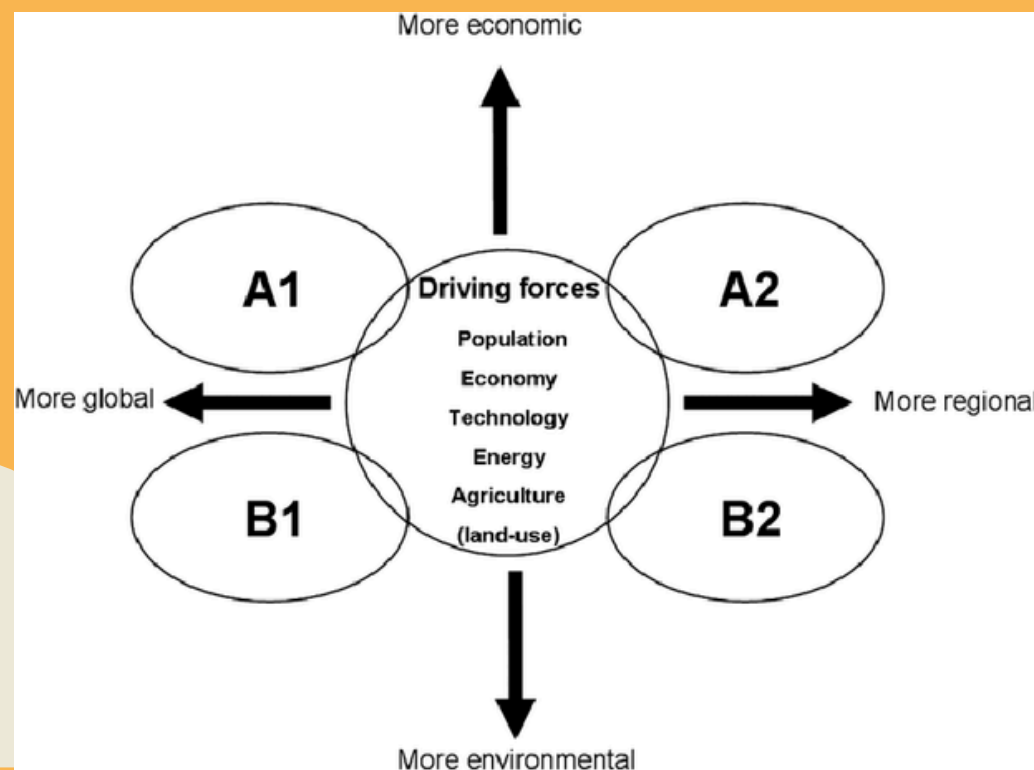 More economic
A1
Driving forces
A2
Population
Economy
Technology
Energy
Agriculture
(land-use)
More global
More regional
B1
B2
More environmental